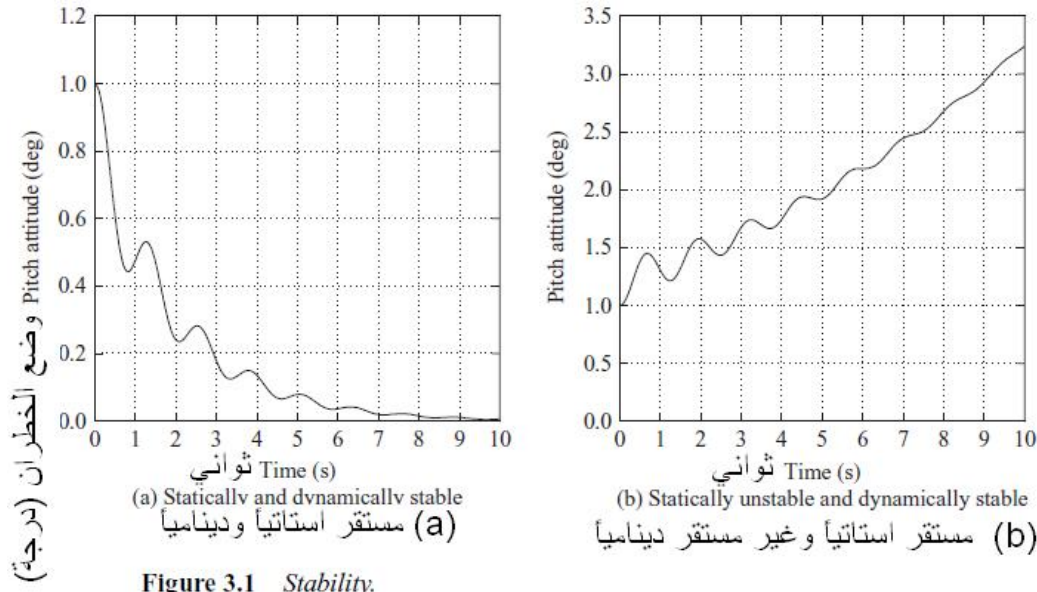 وضع الخطران (درجة) Pitch attitude (deg)
1.2
1.0
0.8
0.6
0.4
0.2
0.0
0 1 2 3 4 5 6 7 8 9 10
ثواني Time (s)
(a) Statically and dynamically stable
(a) مستقر استاتيأ وديناميأ
Pitch attitude (deg)
3.5
3.0
2.5
2.0
1.5
1.0
0.5
0.0
0 1 2 3 4 5 6 7 8 9 10
ثواني Time (s)
(b) Statically unstable and dynamically stable
(b) مستقر استاتيأ وغير مستقر ديناميأ
Figure 3.1 Stability.